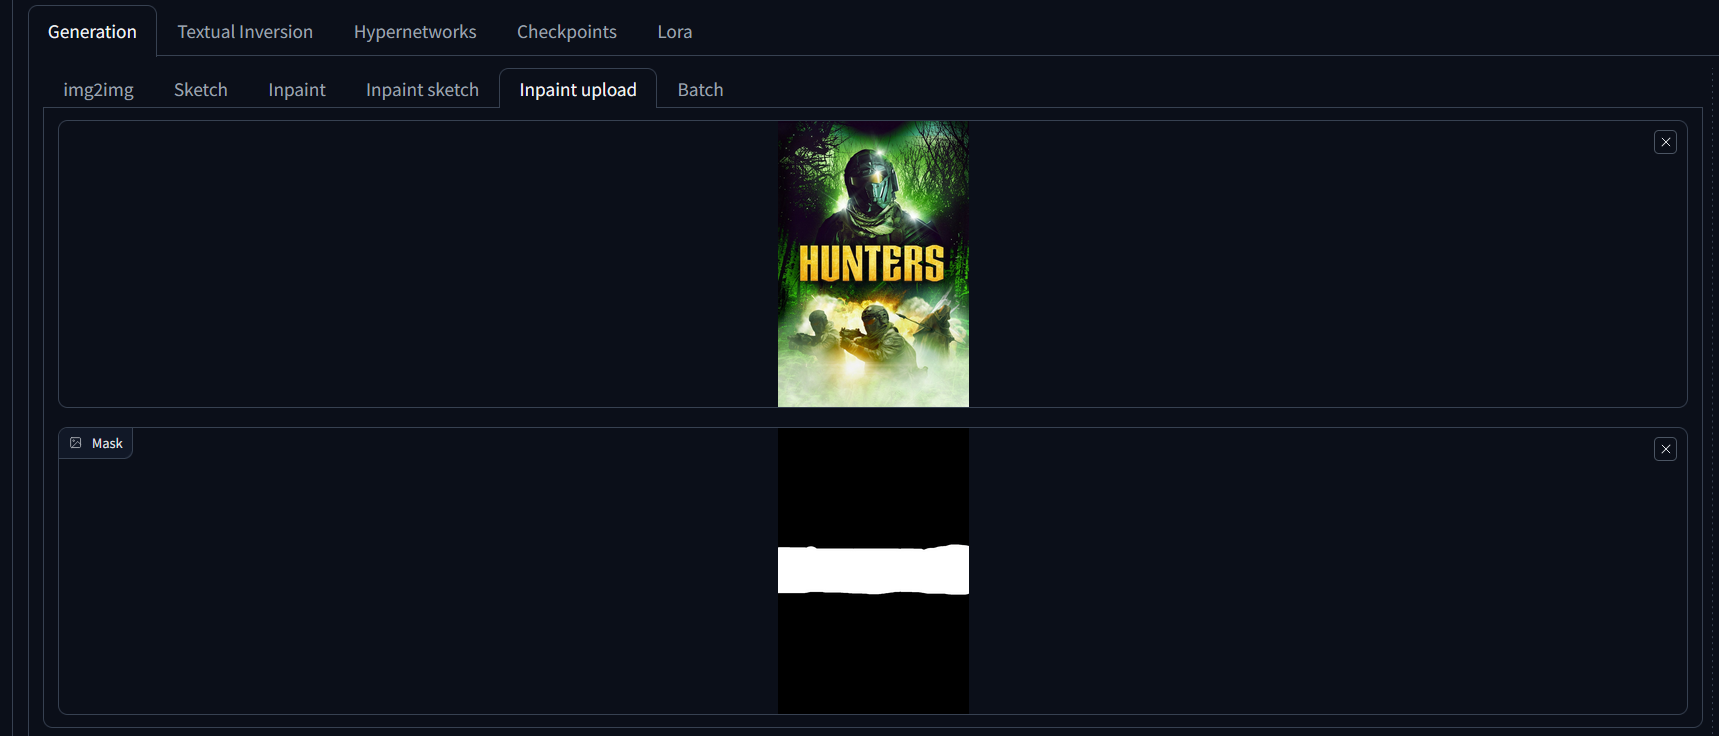 Generation Textual Inversion Hypernetworks Checkpoints Lora
img2img Sketch Inpaint Inpaint sketch Inpaint upload Batch
HUNTERS
Mask